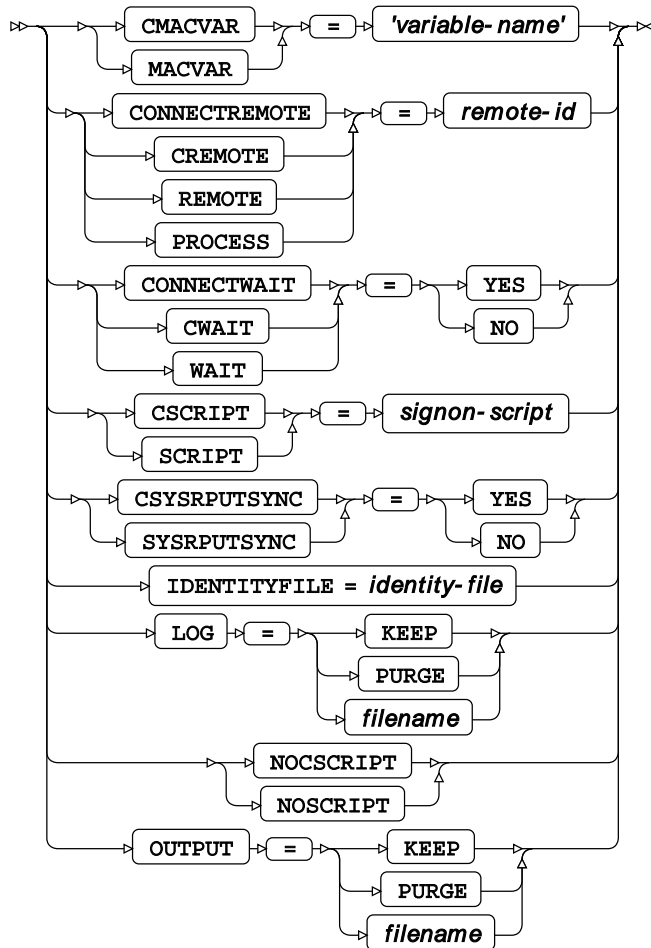 CMACVAR = 'variable-name'
MACVAR
CONNECTREMOTE = remote-id
CREMOTE
REMOTE
PROCESS
CONNECTWAIT = YES
CWAIT NO
WAIT
CSCRIPT = signon-script
SCRIPT
CSYSRPUTSYNC = YES
SYSRPUTSYNC NO
IDENTITYFILE = identity-file
LOG = KEEP
PURGE
filename
NOCSCRIPT
NOSCRIPT
OUTPUT = KEEP
PURGE
filename